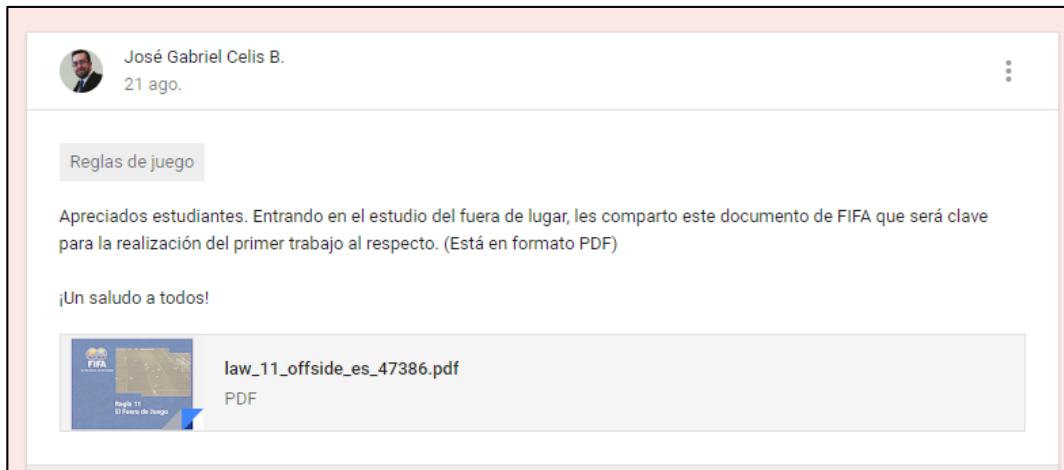 José Gabriel Celis B.
21 ago.
Reglas de juego
Apreciados estudiantes. Entrando en el estudio del fuera de lugar, les comparto este documento de FIFA que será clave
para la realización del primer trabajo al respecto. (Está en formato PDF)
¡Un saludo a todos!
FIFA
Regla 11
El Fuera de Juego
law_11_offside_es_47386.pdf
PDF